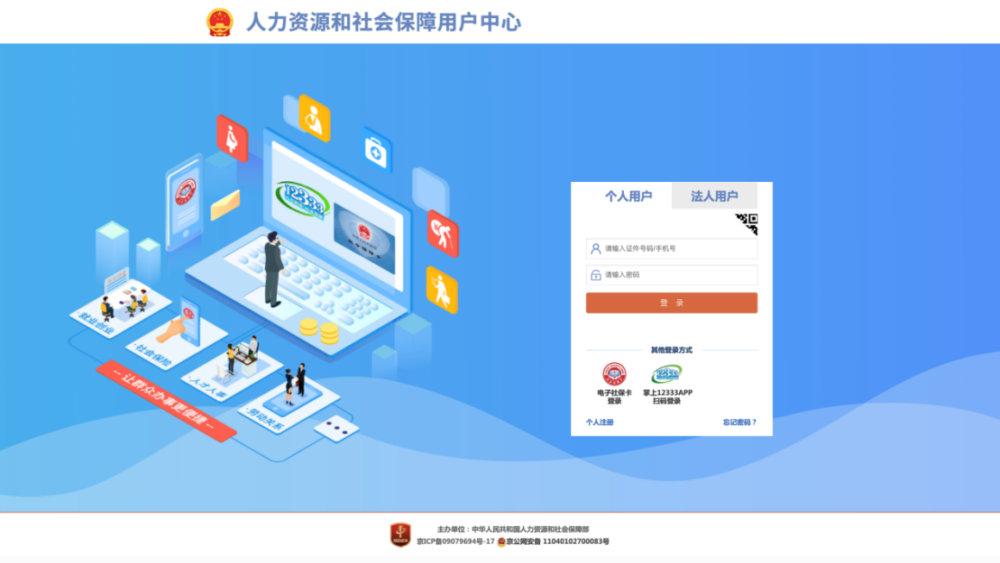 人力资源和社会保障用户中心
12333
就业创业
社会保险
人才人事
劳动关系
-- 让群众办事更便捷 --
个人用户
法人用户
请输入证件号码/手机号
请输入密码
登 录
其他登录方式
电子社保卡
登录
掌上12333APP
扫码登录
个人注册
忘记密码？
主办单位：中华人民共和国人力资源和社会保障部
京ICP备09079694号-17 京公网安备 11040102700083号